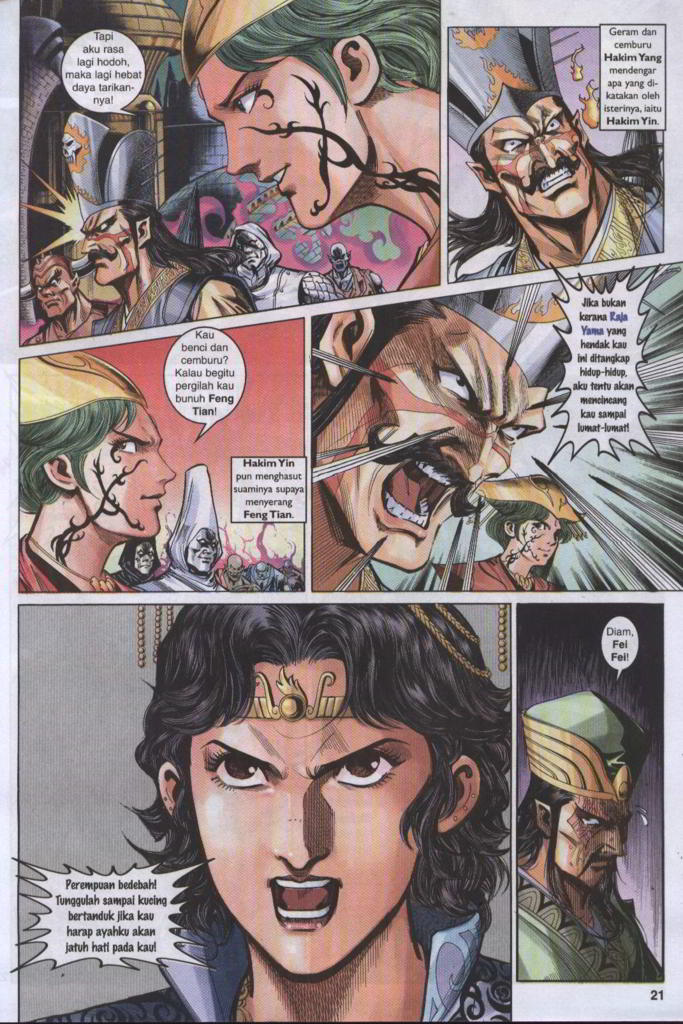 Tapi
aku rasa
lagi hodoh,
maka lagi hebat
daya tarikan-
nya!
Geram dan
cemburu
Hakim Yang
mendengar
apa yang di-
katakan oleh
isterinya, iaitu
Hakim Yin.
Kau
benci dan
cemburu?
Kalau begitu
pergilah kau
bunuh Feng
Tian!
Hakim Yin
pun menghasut
suaminya supaya
menyerang
Feng Tian.
Jika bukan
kerana Raja
Yama yang
hendak kau
ini ditangkap
hidup-hidup,
aku tentu akan
mencincang
kau sampai
lumat-lumat!
Perempuan bedebah!
Tunggulah sampai kucing
bertanduk jika kau
harap ayahku akan
jatuh hati pada kau!
Diam,
Fei
Fei!
21